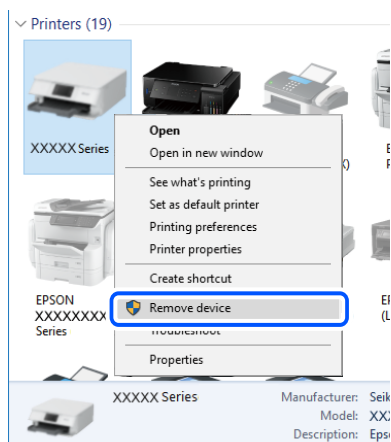 Printers (19)
XXXXX Series
Open
Open in new window
See what's printing
Set as default printer
Printing preferences
Printer properties
Create shortcut
Remove device
Troubleshoot
Properties
EPSON
XXXXXXXX
Series
XXXXX Series
Manufacturer:
Model:
Description: